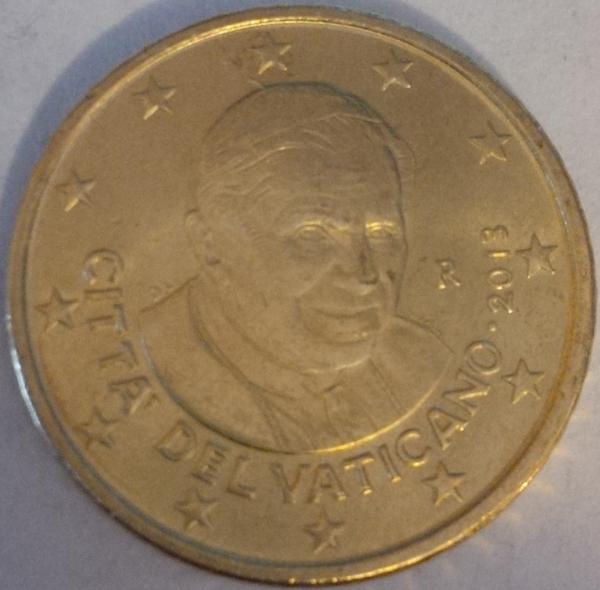 CITTA' DEL VATICANO · 2013
R